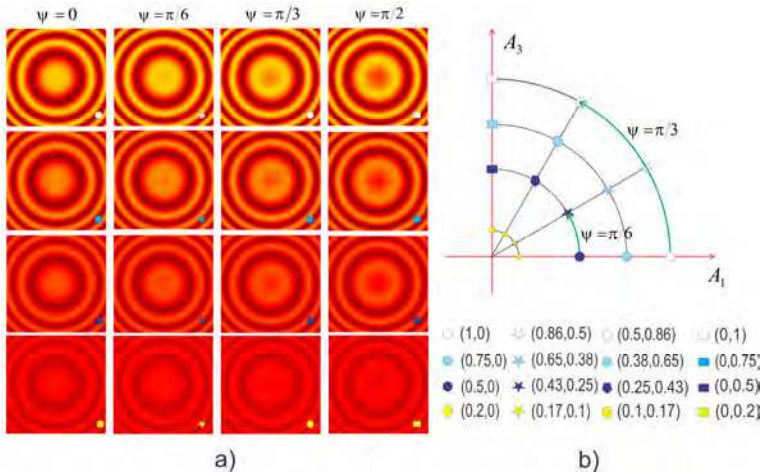 ψ = 0
ψ = π/6
ψ = π/3
ψ = π/2
A3
ψ = π/3
ψ = π/6
A1
(1,0) (0.86,0.5) (0.5,0.86) (0,1)
(0.75,0) (0.65,0.38) (0.38,0.65) (0,0.75)
(0.5,0) (0.43,0.25) (0.25,0.43) (0,0.5)
(0.2,0) (0.17,0.1) (0.1,0.17) (0,0.2)
a)
b)